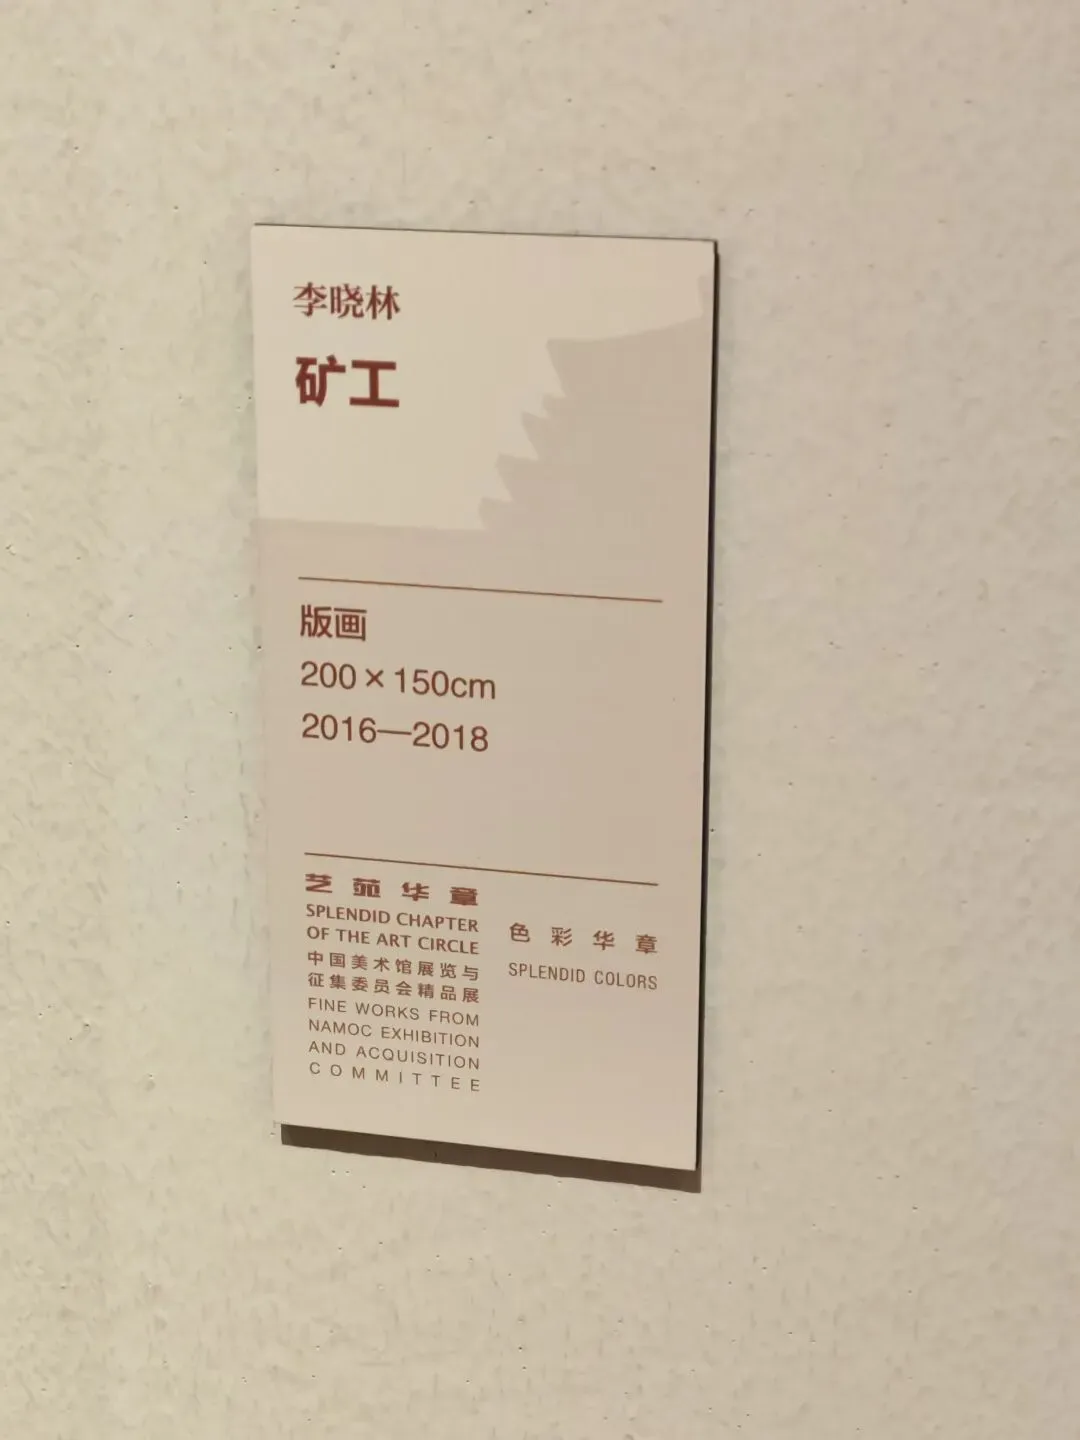 李晓林
矿工
版画
200×150cm
2016—2018
艺苑华章
SPLENDID CHAPTER
OF THE ART CIRCLE
中国美术馆展览与
征集委员会精品展
FINE WORKS FROM
NAMOC EXHIBITION
AND ACQUISITION
COMMITTEE
色彩华章
SPLENDID COLORS